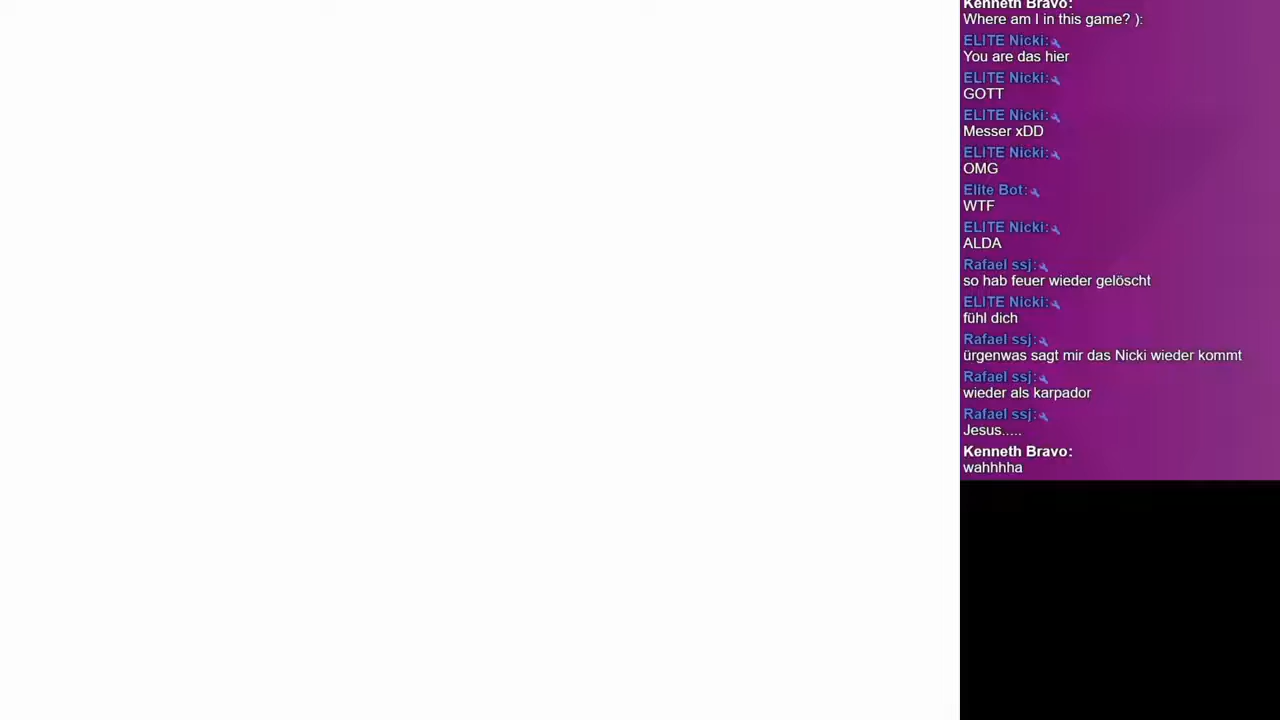 Kenneth Bravo:
Where am I in this game? ):
ELITE Nicki:
You are das hier
ELITE Nicki:
GOTT
ELITE Nicki:
Messer xDD
ELITE Nicki:
OMG
Elite Bot:
WTF
ELITE Nicki:
ALDA
Rafael ssj:
so hab feuer wieder gelöscht
ELITE Nicki:
fühl dich
Rafael ssj:
ürgenwas sagt mir das Nicki wieder kommt
Rafael ssj:
wieder als karpador
Rafael ssj:
Jesus.....
Kenneth Bravo:
wahhhha